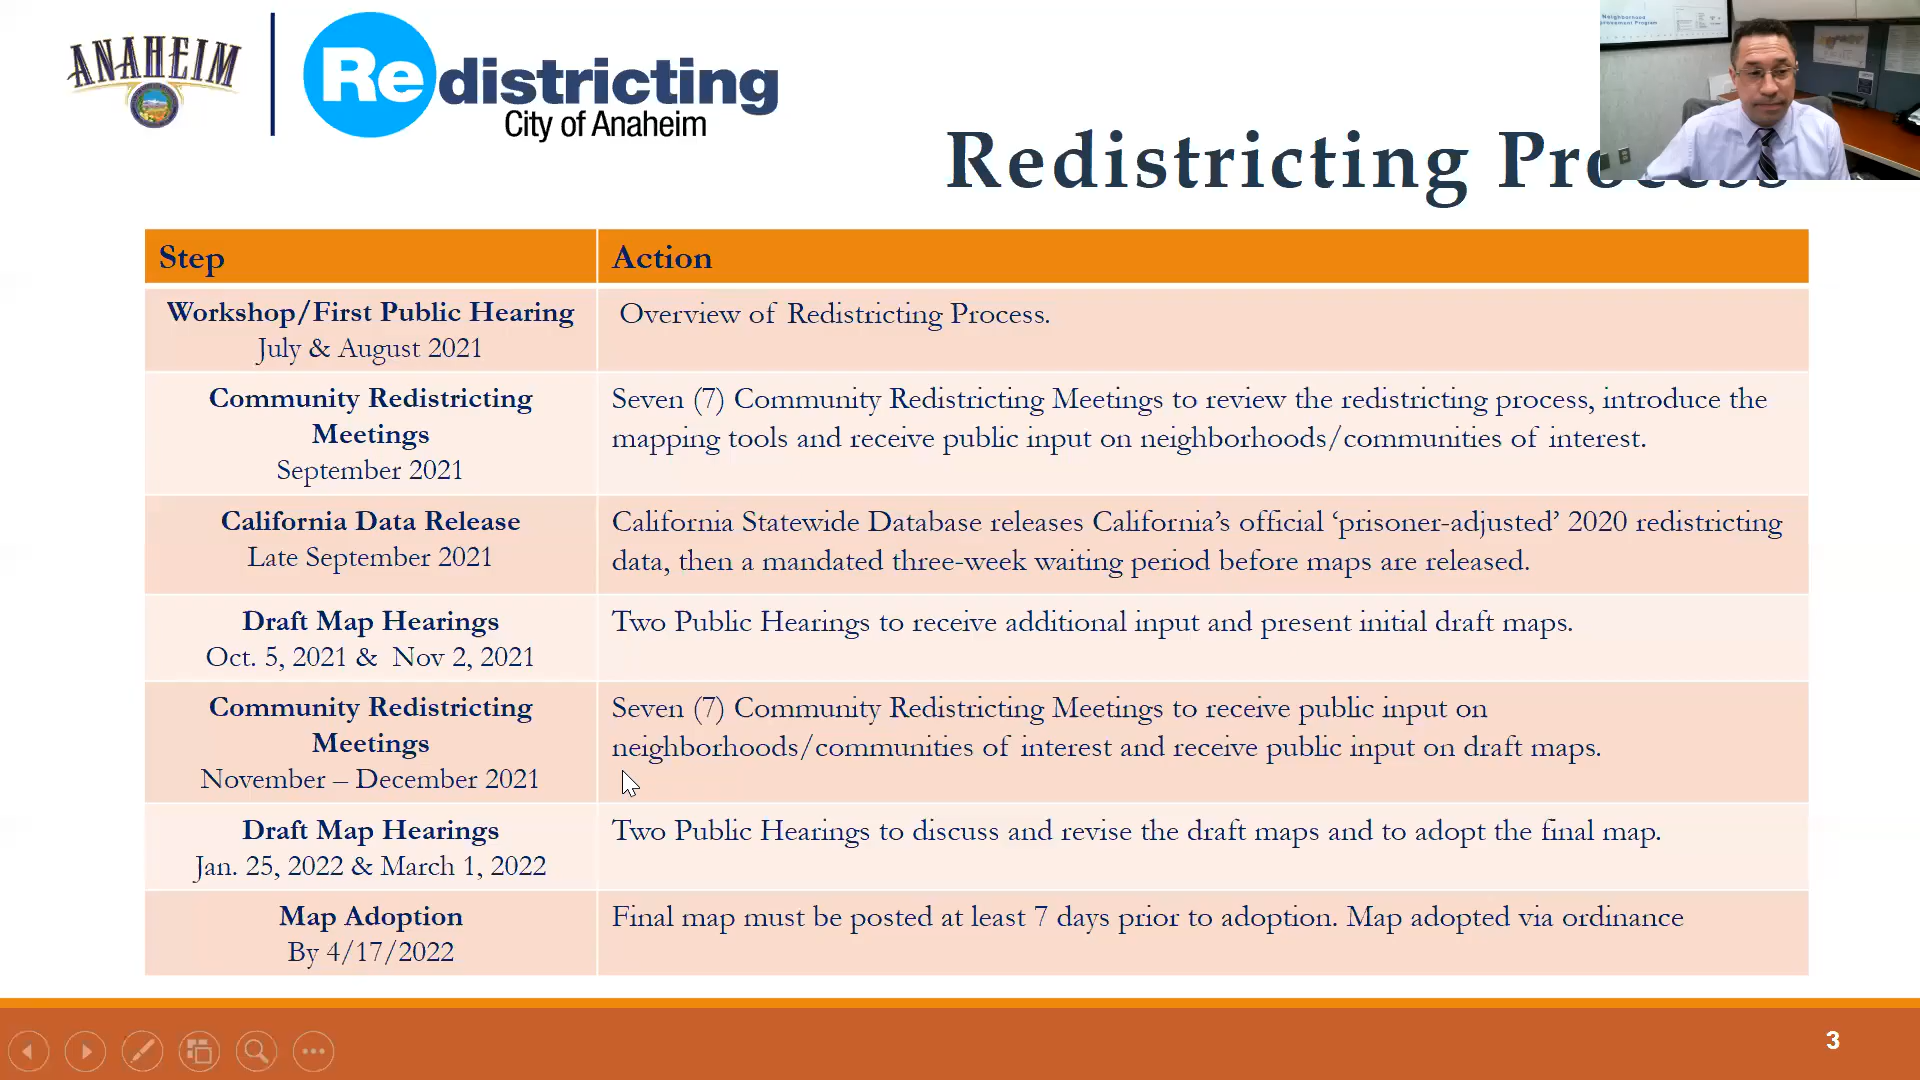 ANAHEIM
Redistricting
City of Anaheim
Neighborhood
Redistricting Process
Step
Action
Workshop/First Public Hearing
July & August 2021
Overview of Redistricting Process.
Community Redistricting
Meetings
September 2021
Seven (7) Community Redistricting Meetings to review the redistricting process, introduce the
mapping tools and receive public input on neighborhoods/communities of interest.
California Data Release
Late September 2021
California Statewide Database releases California’s official ‘prisoner-adjusted’ 2020 redistricting
data, then a mandated three-week waiting period before maps are released.
Draft Map Hearings
Oct. 5, 2021 & Nov 2, 2021
Two Public Hearings to receive additional input and present initial draft maps.
Community Redistricting
Meetings
November – December 2021
Seven (7) Community Redistricting Meetings to receive public input on
neighborhoods/communities of interest and receive public input on draft maps.
Draft Map Hearings
Jan. 25, 2022 & March 1, 2022
Two Public Hearings to discuss and revise the draft maps and to adopt the final map.
Map Adoption
By 4/17/2022
Final map must be posted at least 7 days prior to adoption. Map adopted via ordinance
3